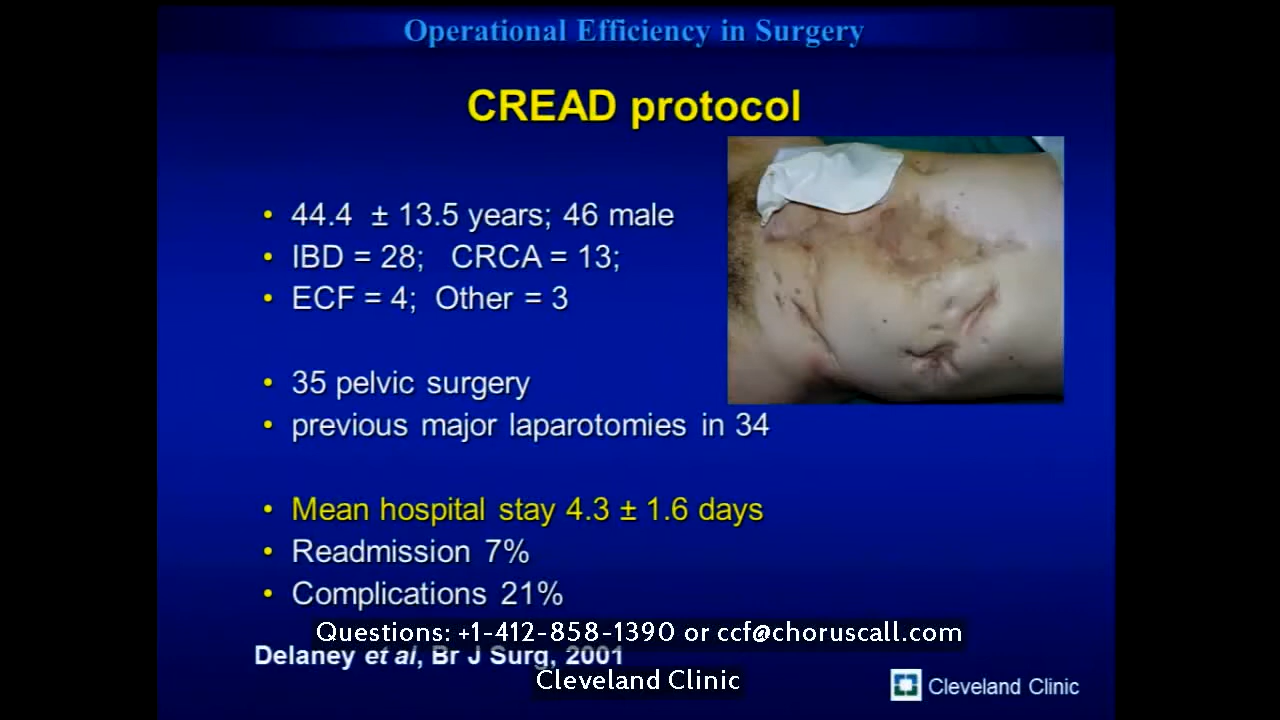 Operational Efficiency in Surgery
CREAD protocol
• 44.4 ± 13.5 years; 46 male
• IBD = 28; CRCA = 13;
• ECF = 4; Other = 3
• 35 pelvic surgery
• previous major laparotomies in 34
• Mean hospital stay 4.3 ± 1.6 days
• Readmission 7%
• Complications 21%
Questions: +1-412-858-1390 or ccf@choruscall.com
Delaney et al, Br J Surg, 2001
Cleveland Clinic
Cleveland Clinic